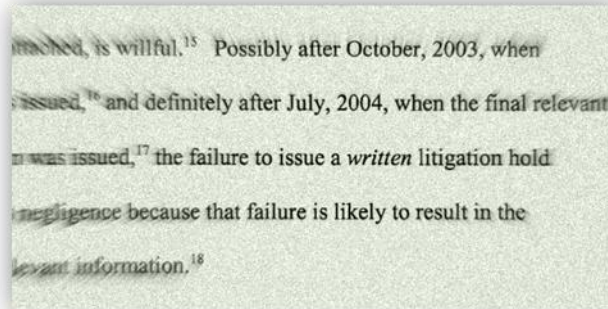 is willful.15 Possibly after October, 2003, when
issued,16 and definitely after July, 2004, when the final relevant
was issued,17 the failure to issue a written litigation hold
negligence because that failure is likely to result in the
information.18